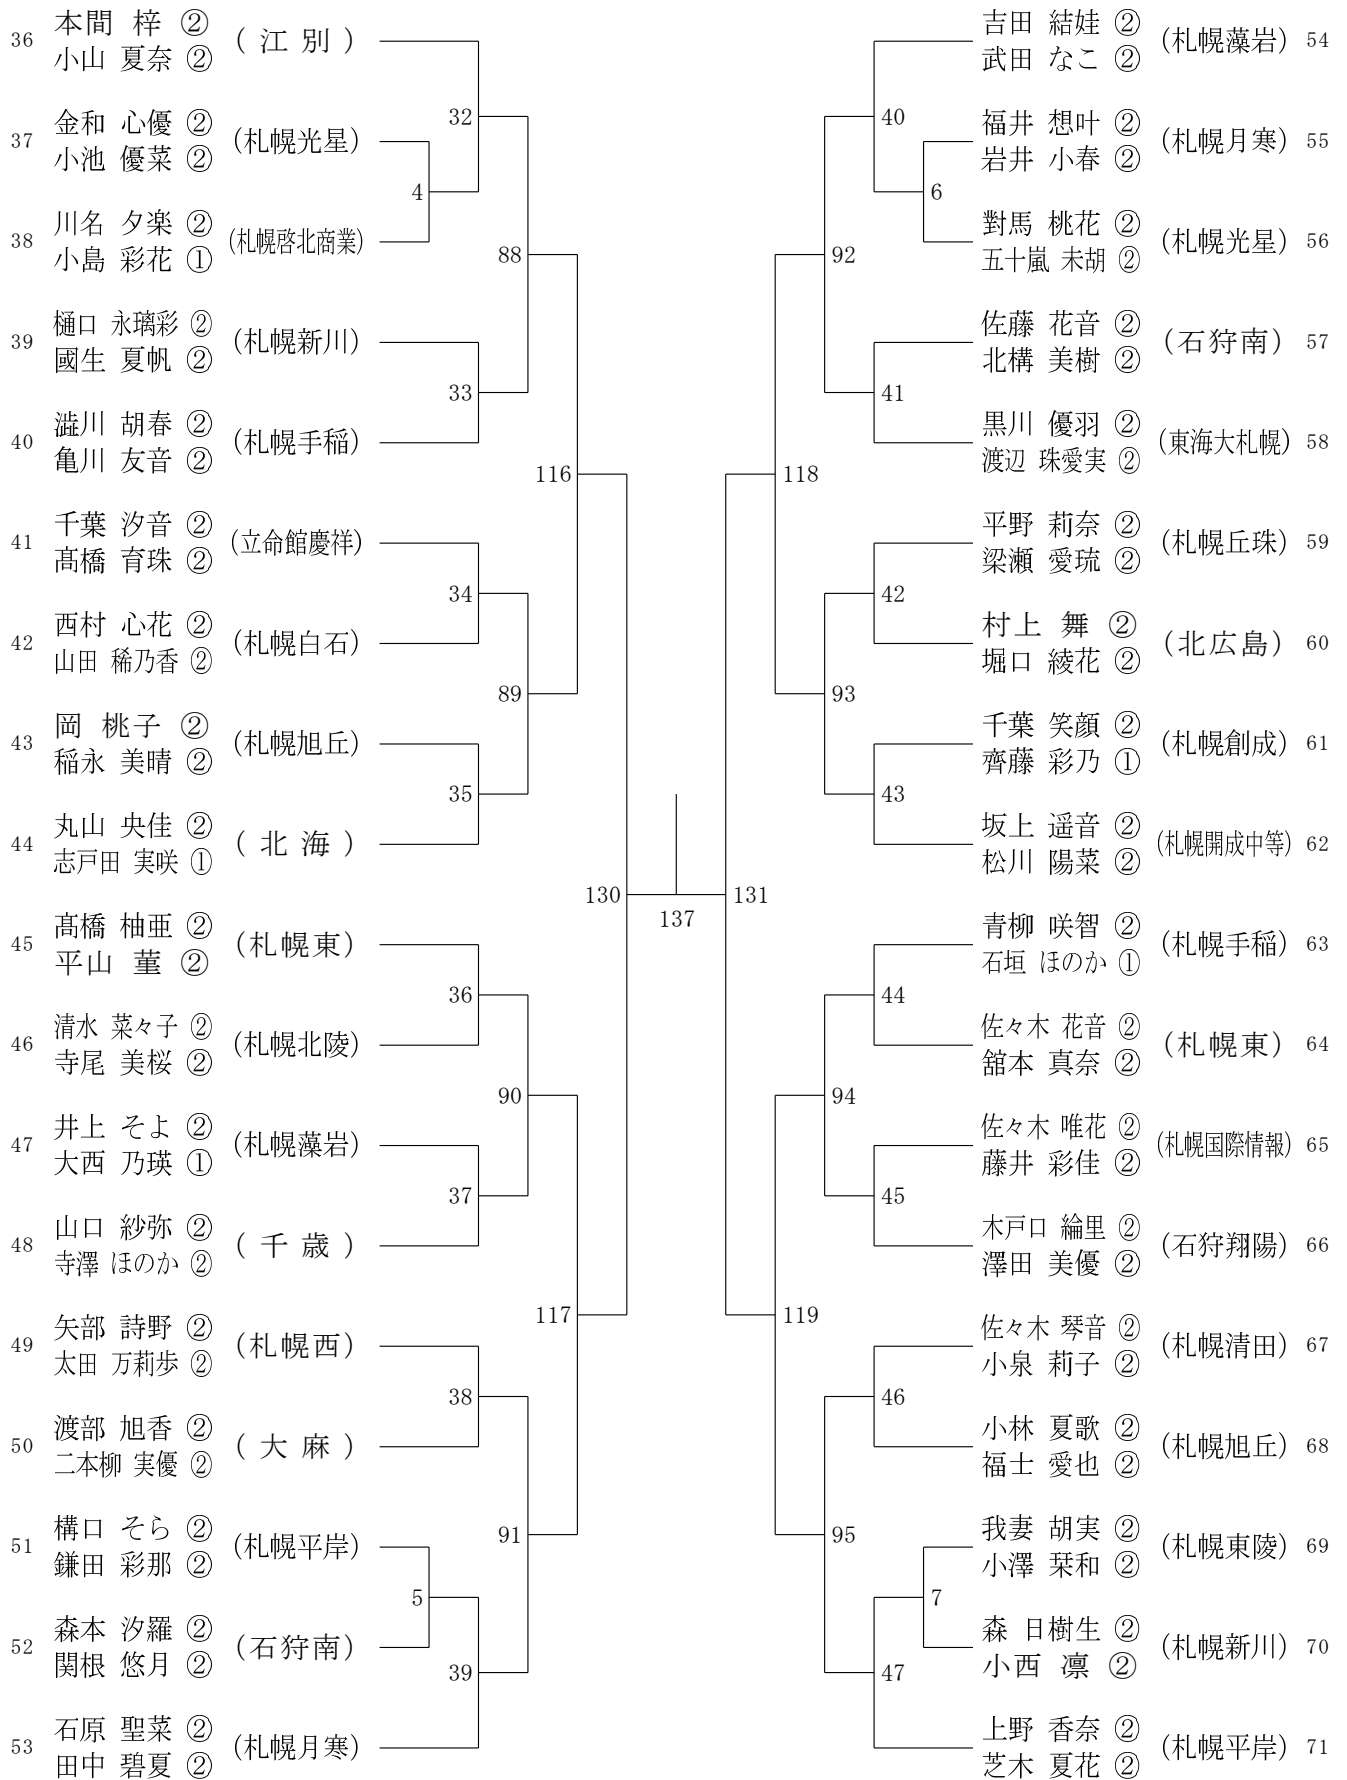 36 本間 梓 ② (江別)
小山 夏奈 ②
37 金和 心優 ② (札幌光星)
小池 優菜 ②
38 川名 夕楽 ② (札幌啓北商業)
小島 彩花 ①
39 樋口 永璃彩 ② (札幌新川)
國生 夏帆 ②
40 澁川 胡春 ② (札幌手稲)
亀川 友音 ②
41 千葉 汐音 ② (立命館慶祥)
髙橋 育珠 ②
42 西村 心花 ② (札幌白石)
山田 稀乃香 ②
43 岡 桃子 ② (札幌旭丘)
稲永 美晴 ②
44 丸山 央佳 ② (北海)
志戸田 実咲 ①
45 髙橋 柚亜 ② (札幌東)
平山 菫 ②
46 清水 菜々子 ② (札幌北陵)
寺尾 美桜 ②
47 井上 そよ ② (札幌藻岩)
大西 乃瑛 ①
48 山口 紗弥 ② (千歳)
寺澤 ほのか ②
49 矢部 詩野 ② (札幌西)
太田 万莉歩 ②
50 渡部 旭香 ② (大麻)
二本柳 実優 ②
51 構口 そら ② (札幌平岸)
鎌田 彩那 ②
52 森本 汐羅 ② (石狩南)
関根 悠月 ②
53 石原 聖菜 ② (札幌月寒)
田中 碧夏 ②
4
5
32
33
34
35
36
37
38
39
88
89
90
91
116
117
130
137
131
118
119
92
93
94
95
40
41
42
43
44
45
46
47
6
7
吉田 結娃 ② (札幌藻岩) 54
武田 なこ ②
福井 想叶 ② (札幌月寒) 55
岩井 小春 ②
對馬 桃花 ② (札幌光星) 56
五十嵐 未胡 ②
佐藤 花音 ② (石狩南) 57
北構 美樹 ②
黒川 優羽 ② (東海大札幌) 58
渡辺 珠愛実 ②
平野 莉奈 ② (札幌丘珠) 59
梁瀬 愛琉 ②
村上 舞 ② (北広島) 60
堀口 綾花 ②
千葉 笑顔 ② (札幌創成) 61
齊藤 彩乃 ①
坂上 遥音 ② (札幌開成中等) 62
松川 陽菜 ②
青柳 咲智 ② (札幌手稲) 63
石垣 ほのか ①
佐々木 花音 ② (札幌東) 64
舘本 真奈 ②
佐々木 唯花 ② (札幌国際情報) 65
藤井 彩佳 ②
木戸口 綸里 ② (石狩翔陽) 66
澤田 美優 ②
佐々木 琴音 ② (札幌清田) 67
小泉 莉子 ②
小林 夏歌 ② (札幌旭丘) 68
福士 愛也 ②
我妻 胡実 ② (札幌東陵) 69
小澤 栞和 ②
森 日樹生 ② (札幌新川) 70
小西 凛 ②
上野 香奈 ② (札幌平岸) 71
芝木 夏花 ②